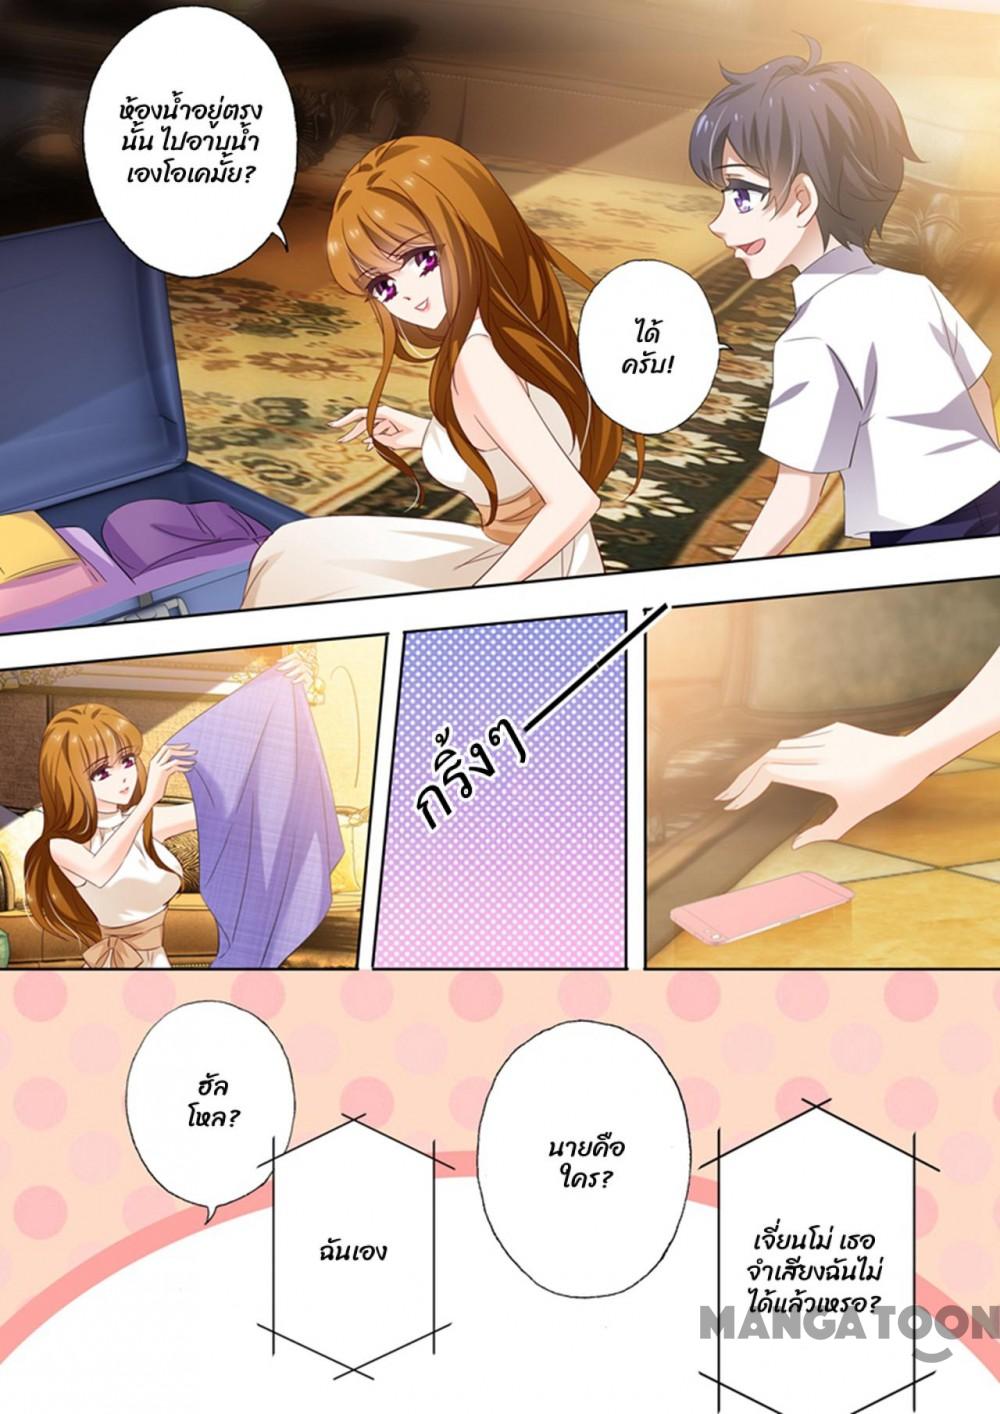 ห้องน้ำอยู่ตรง
นั้น ไปอาบน้ำ
เองโอเคมั้ย?
ได้
ครับ!
กริ้งๆ
ฮัล
โหล?
ฉันเอง
นายคือ
ใคร?
เจี่ยนโม่ เธอ
จำเสียงฉันไม่
ได้แล้วเหรอ?
MANGATOON